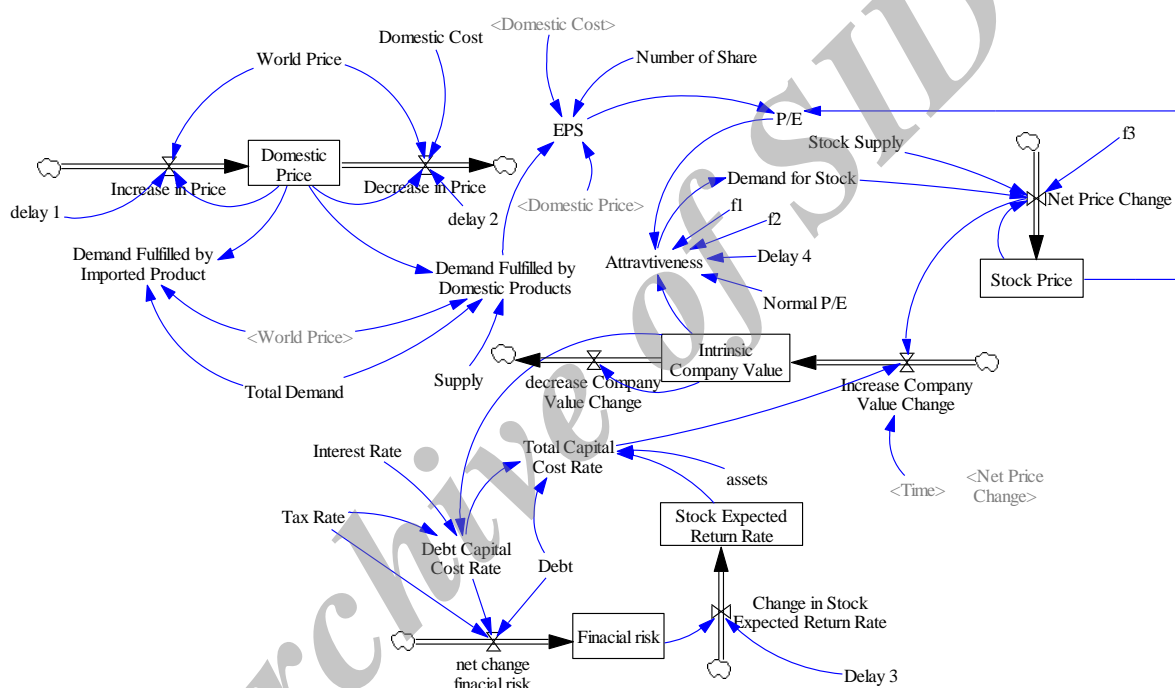 <Domestic Cost>
Domestic Cost
World Price
Number of Share
EPS
P/E
Stock Supply
f3
Domestic
Price
Increase in Price
Decrease in Price
Demand for Stock
Net Price Change
delay 1
delay 2
<Domestic Price>
f1
f2
Demand Fulfilled by
Imported Product
Demand Fulfilled by
Domestic Products
Attravtiveness
Delay 4
Stock Price
Normal P/E
<World Price>
Intrinsic
Company Value
Supply
decrease Company
Value Change
Increase Company
Value Change
Total Demand
Interest Rate
Total Capital
Cost Rate
assets
<Time>
<Net Price
Change>
Tax Rate
Stock Expected
Return Rate
Debt Capital
Cost Rate
Debt
Change in Stock
Expected Return Rate
Finacial risk
net change
finacial risk
Delay 3
Archive of SID